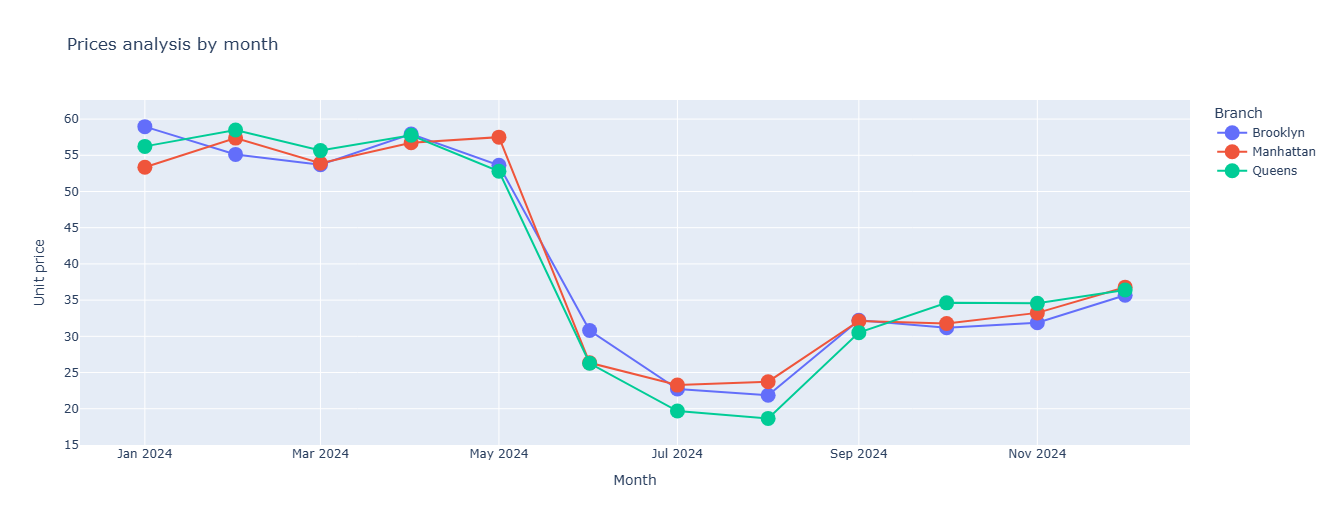 Prices analysis by month
Branch
Brooklyn
Manhattan
Queens
Unit price
60
55
50
45
40
35
30
25
20
15
Jan 2024
Mar 2024
May 2024
Jul 2024
Sep 2024
Nov 2024
Month